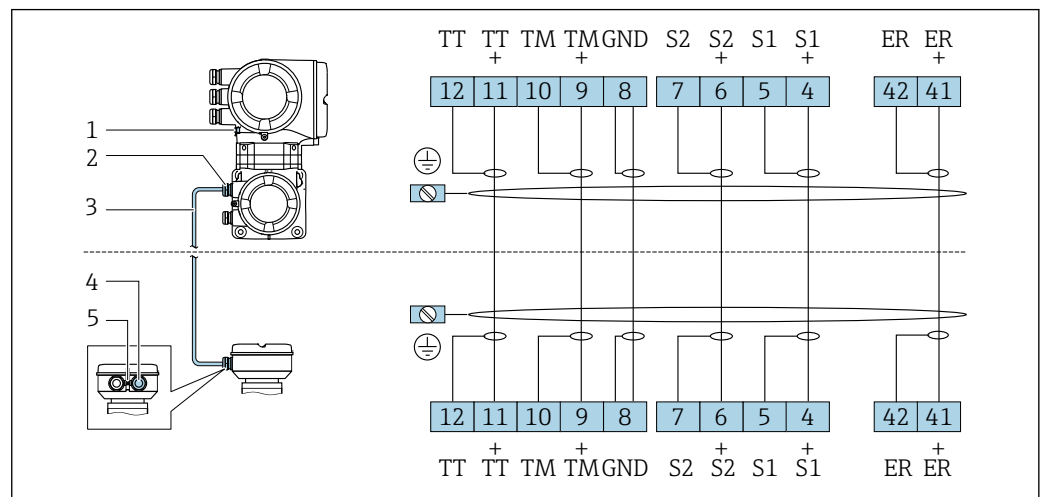 TT TT TM TM GND S2 S2 S1 S1 ER ER
+ + + + +
12 11 10 9 8 7 6 5 4 42 41
1
2
3
4
5
12 11 10 9 8 7 6 5 4 42 41
+ + + + +
TT TT TM TM GND S2 S2 S1 S1 ER ER